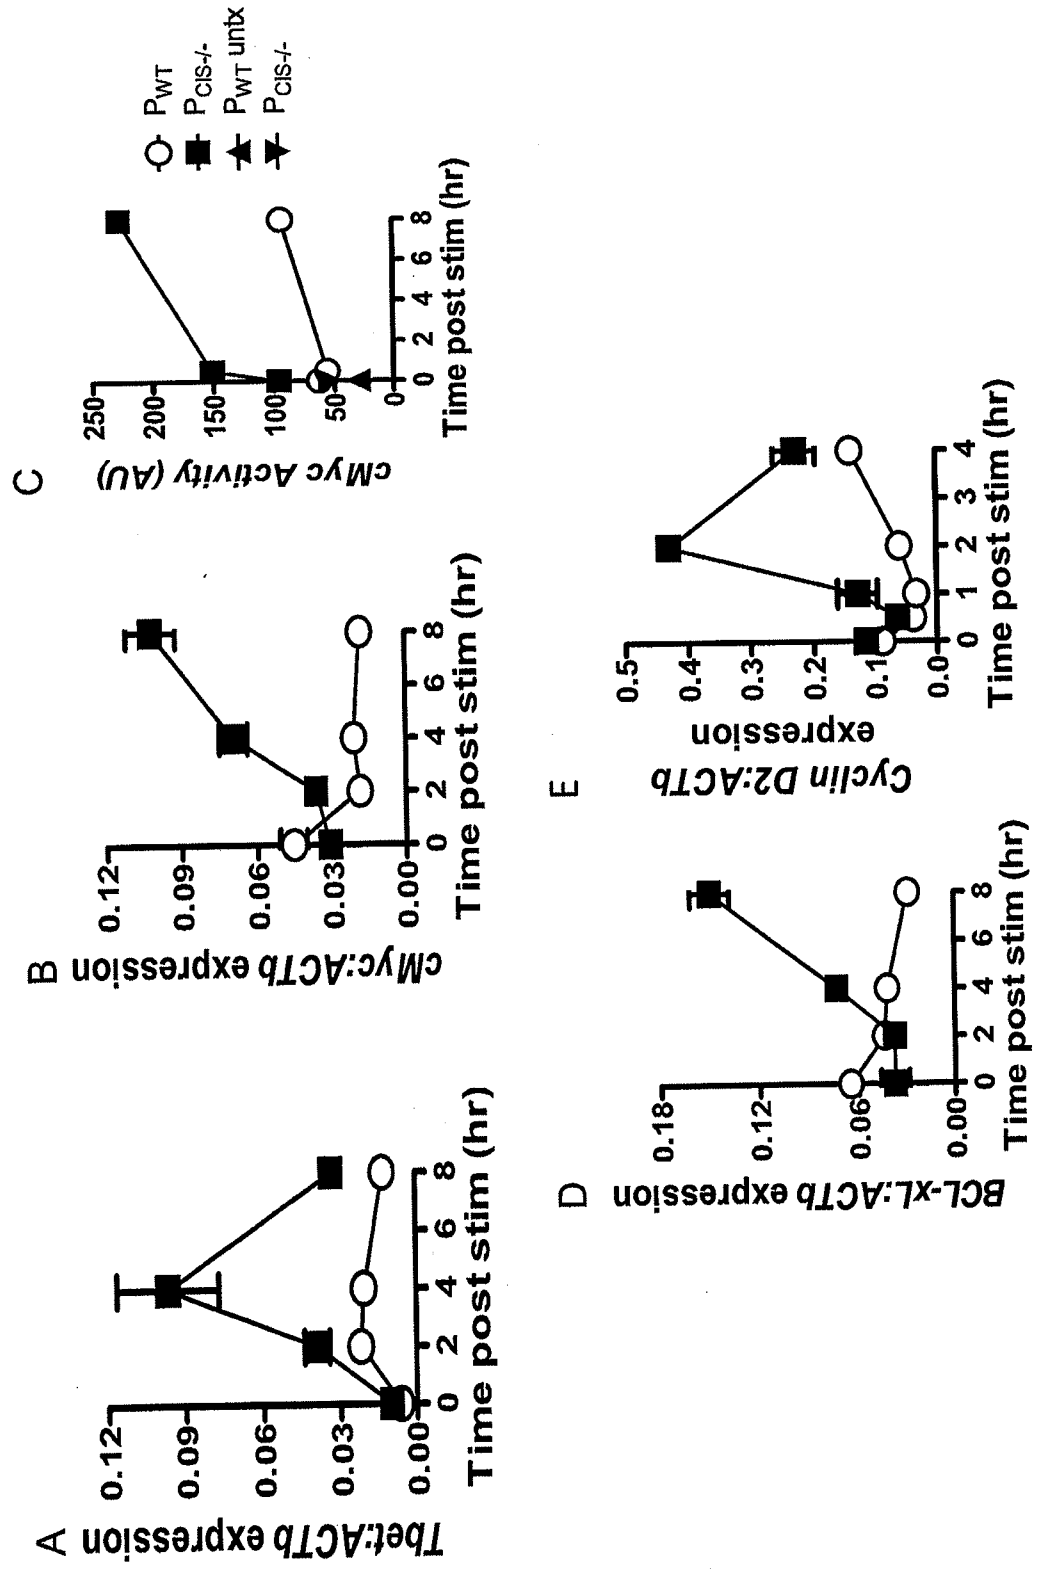 A
Tbet:ACTb expression
0.12
0.09
0.06
0.03
0.00
0 2 4 6 8
Time post stim (hr)
B
cMyc:ACTb expression
0.12
0.09
0.06
0.03
0.00
0 2 4 6 8
Time post stim (hr)
C
cMyc Activity (AU)
250
200
150
100
50
0
0 2 4 6 8
Time post stim (hr)
PWT
PCIS-/-
PWT untx
PCIS-/-
D
BCL-xL:ACTb expression
0.18
0.12
0.06
0.00
0 2 4 6 8
Time post stim (hr)
E
Cyclin D2:ACTb
expression
0.5
0.4
0.3
0.2
0.1
0.0
0 1 2 3 4
Time post stim (hr)